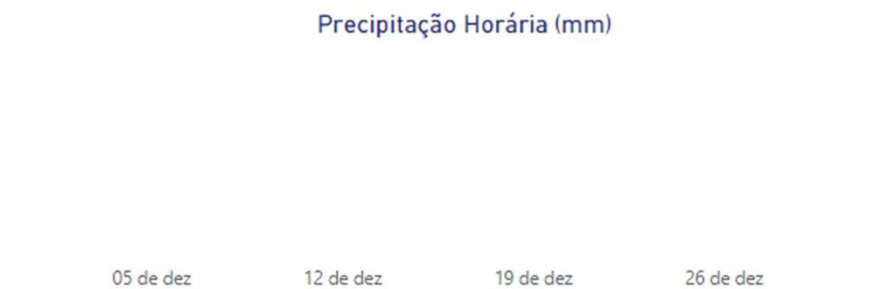 Precipitação Horária (mm)
05 de dez 12 de dez 19 de dez 26 de dez